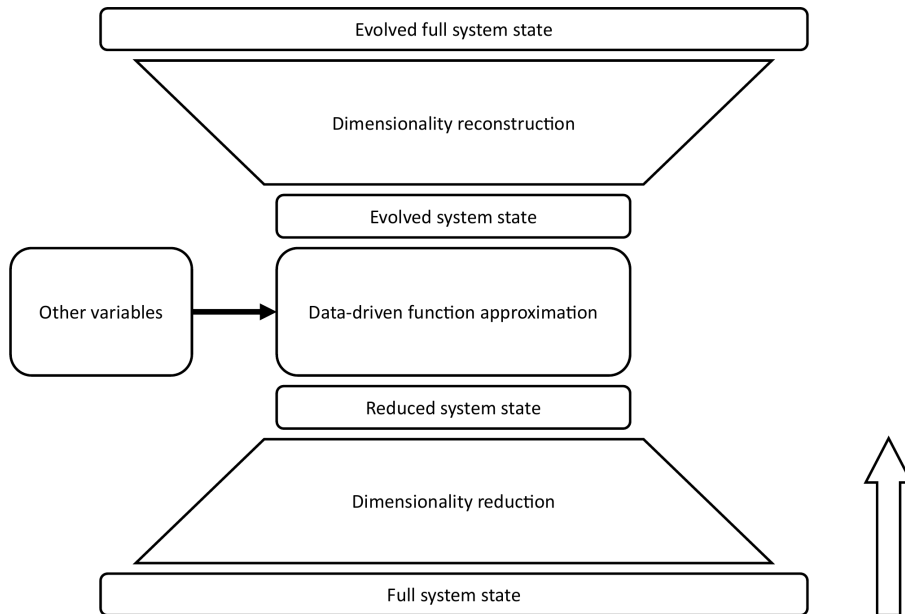 Evolved full system state
Dimensionality reconstruction
Evolved system state
Other variables
Data-driven function approximation
Reduced system state
Dimensionality reduction
Full system state